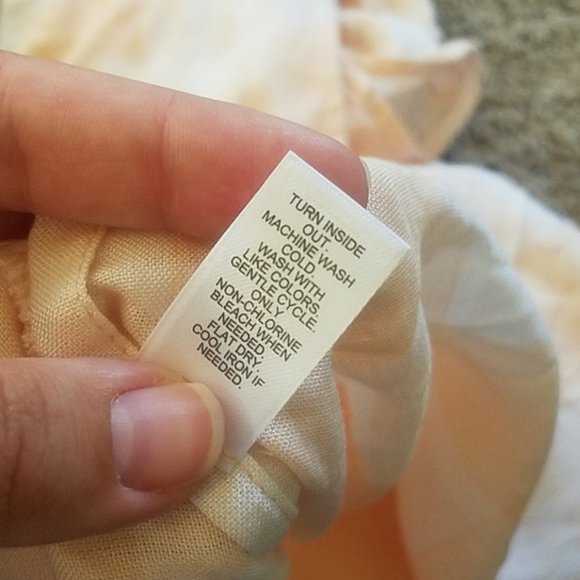 TURN INSIDE
OUT.
MACHINE WASH
COLD.
WASH WITH
LIKE COLORS.
GENTLE CYCLE.
ONLY
NON-CHLORINE
BLEACH WHEN
NEEDED.
FLAT DRY.
COOL IRON IF
NEEDED.